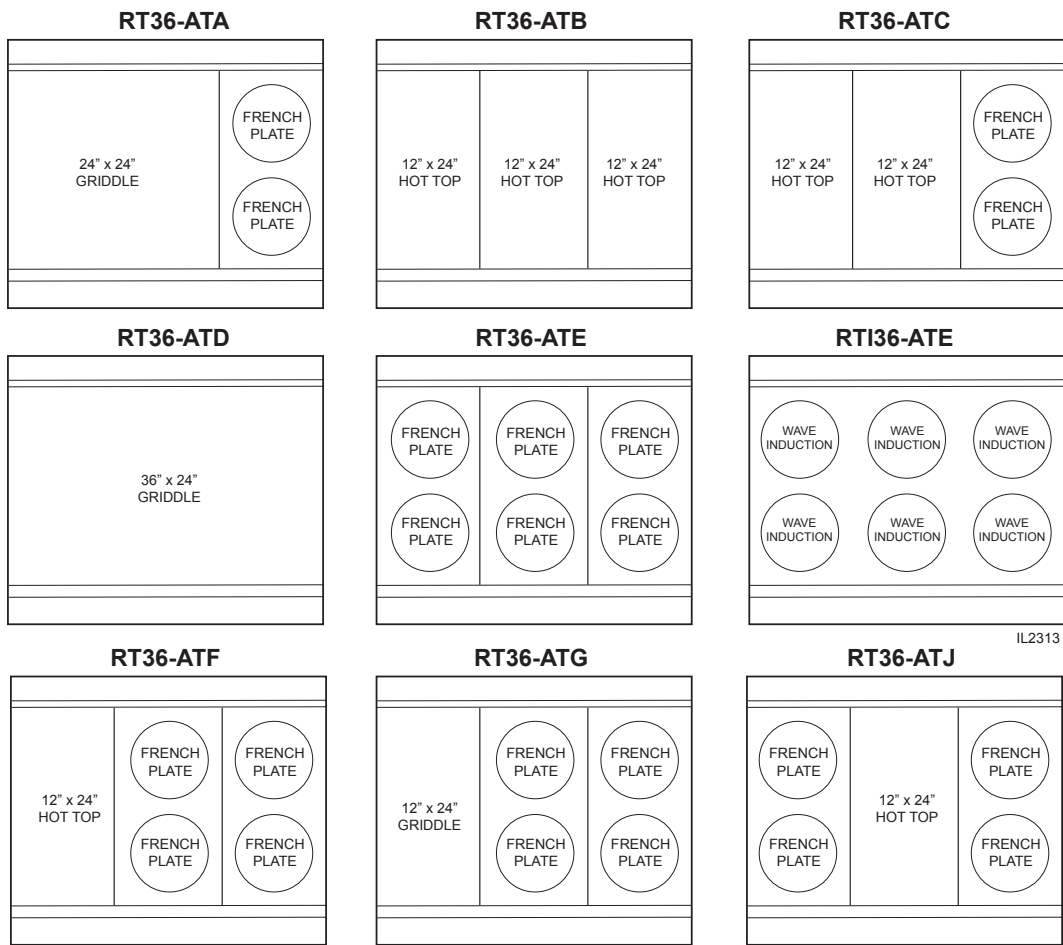 RT36-ATA
RT36-ATB
RT36-ATC
24” x 24”
GRIDDLE
FRENCH
PLATE
FRENCH
PLATE
12” x 24”
HOT TOP
12” x 24”
HOT TOP
12” x 24”
HOT TOP
12” x 24”
HOT TOP
12” x 24”
HOT TOP
FRENCH
PLATE
FRENCH
PLATE
RT36-ATD
RT36-ATE
RTI36-ATE
36” x 24”
GRIDDLE
FRENCH
PLATE
FRENCH
PLATE
FRENCH
PLATE
FRENCH
PLATE
FRENCH
PLATE
FRENCH
PLATE
WAVE
INDUCTION
WAVE
INDUCTION
WAVE
INDUCTION
WAVE
INDUCTION
WAVE
INDUCTION
WAVE
INDUCTION
IL2313
RT36-ATF
RT36-ATG
RT36-ATJ
12” x 24”
HOT TOP
FRENCH
PLATE
FRENCH
PLATE
FRENCH
PLATE
FRENCH
PLATE
12” x 24”
GRIDDLE
FRENCH
PLATE
FRENCH
PLATE
FRENCH
PLATE
FRENCH
PLATE
FRENCH
PLATE
FRENCH
PLATE
12” x 24”
HOT TOP
FRENCH
PLATE
FRENCH
PLATE